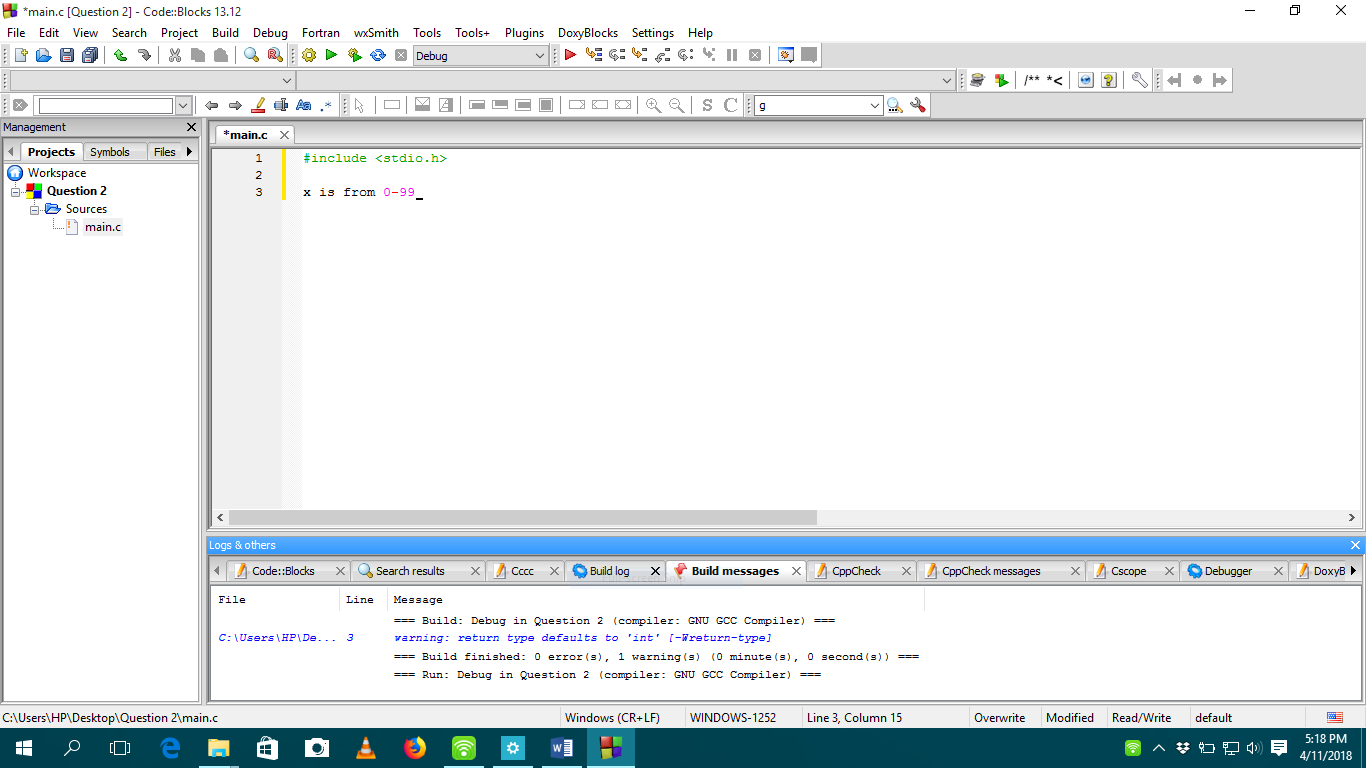 *main.c [Question 2] - Code::Blocks 13.12
File Edit View Search Project Build Debug Fortran wxSmith Tools Tools+ Plugins DoxyBlocks Settings Help
Debug
/** *<
Aa .* S C g
Management
*main.c
Projects Symbols Files
Workspace
Question 2
Sources
main.c
1 #include <stdio.h>
2
3 x is from 0-99_
Logs & others
Code::Blocks Search results Cccc Build log Build messages CppCheck CppCheck messages Cscope Debugger DoxyB
File Line Message
=== Build: Debug in Question 2 (compiler: GNU GCC Compiler) ===
C:\Users\HP\De... 3 warning: return type defaults to 'int' [-Wreturn-type]
=== Build finished: 0 error(s), 1 warning(s) (0 minute(s), 0 second(s)) ===
=== Run: Debug in Question 2 (compiler: GNU GCC Compiler) ===
C:\Users\HP\Desktop\Question 2\main.c Windows (CR+LF) WINDOWS-1252 Line 3, Column 15 Overwrite Modified Read/Write default
5:18 PM
4/11/2018